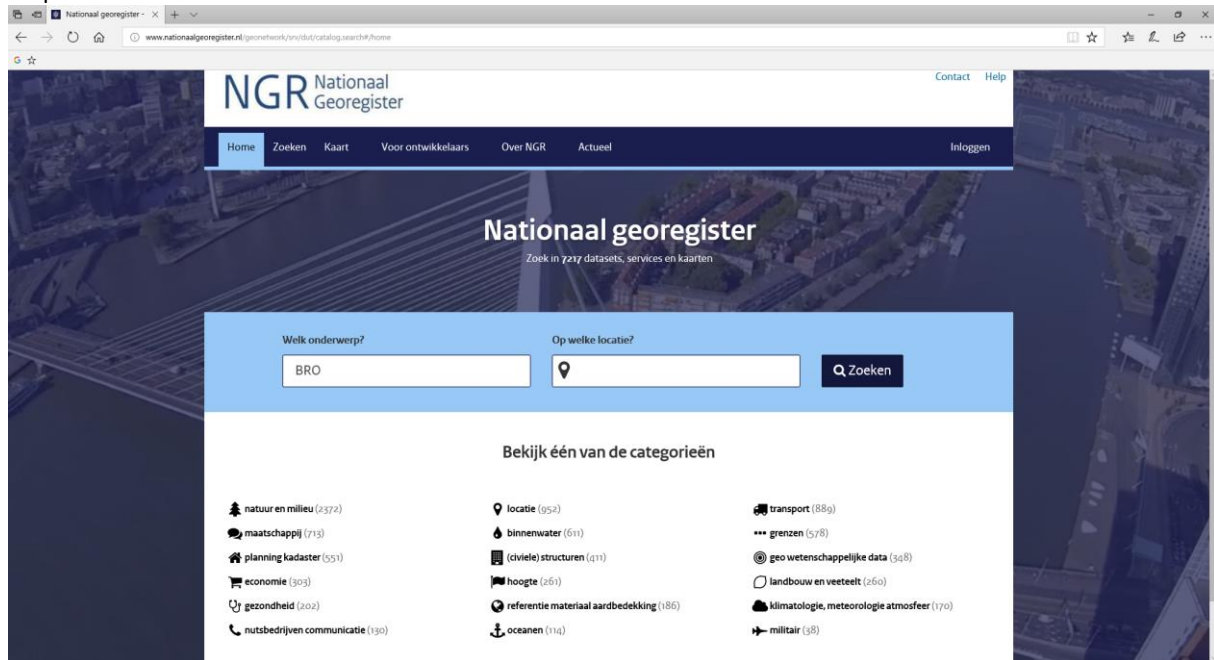 Nationaal georegister -
www.nationaalgeoregister.nl/geonetwork/srv/dut/catalog.search#/home
G
NGR Nationaal Georegister
Contact Help
Home Zoeken Kaart Voor ontwikkelaars Over NGR Actueel Inloggen
Nationaal georegister
Zoek in 7217 datasets, services en kaarten
Welk onderwerp? Op welke locatie?
BRO Zoeken
Bekijk één van de categorieën
natuur en milieu (2372) locatie (952) transport (889)
maatschappij (713) binnenwater (611) grenzen (578)
planning kadaster (551) (civiele) structuren (411) geo wetenschappelijke data (348)
economie (303) hoogte (261) landbouw en veeteelt (260)
gezondheid (202) referentie materiaal aardbedekking (186) klimatologie, meteorologie atmosfeer (170)
nutsbedrijven communicatie (130) oceanen (114) militair (38)